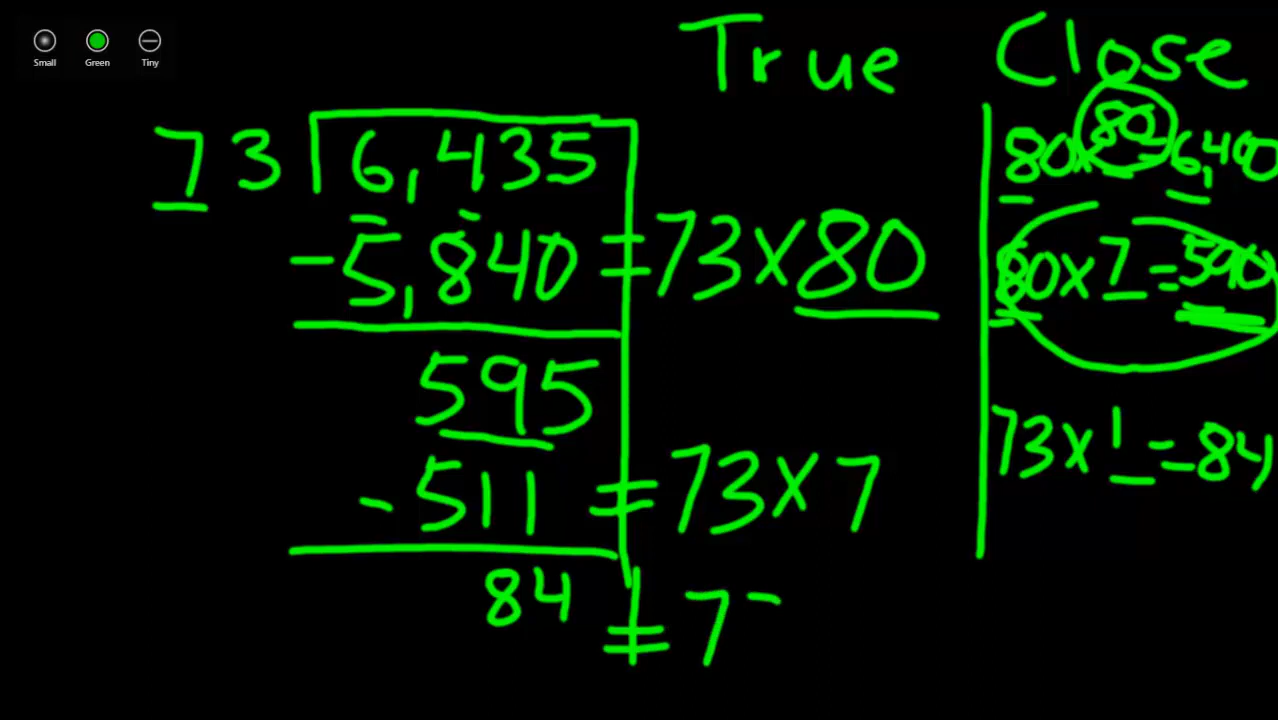 Small Green Tiny
True Close
73 6,435
80 x 80 = 6,400
- 5,840 = 73 x 80
80 x 7 = 590
595
73 x 1 = 84
- 511 = 73 x 7
84 = 7